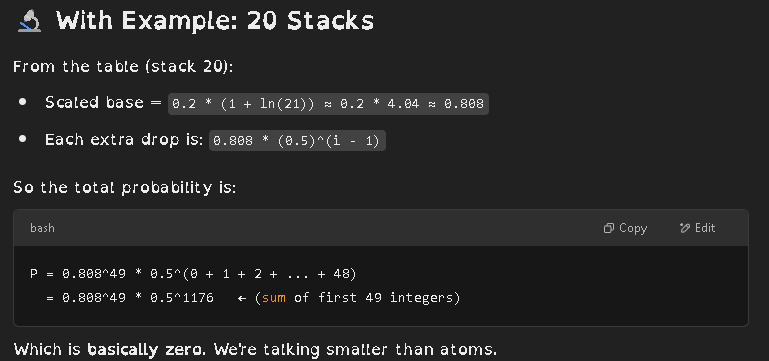 🔬 With Example: 20 Stacks
From the table (stack 20):
• Scaled base = 0.2 * (1 + ln(21)) ≈ 0.2 * 4.04 ≈ 0.808
• Each extra drop is: 0.808 * (0.5)^(i - 1)
So the total probability is:
bash Copy Edit
P = 0.808^49 * 0.5^(0 + 1 + 2 + ... + 48)
= 0.808^49 * 0.5^1176 ← (sum of first 49 integers)
Which is basically zero. We're talking smaller than atoms.